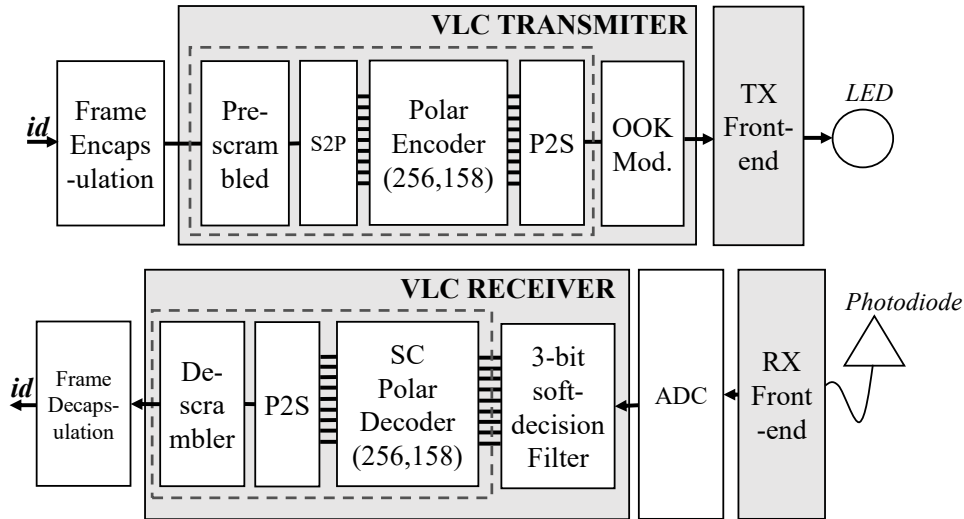 VLC TRANSMITER
id
Frame
Encaps
-ulation
Pre-
scram
bled
S2P
Polar
Encoder
(256,158)
P2S
OOK
Mod.
TX
Front-
end
LED
VLC RECEIVER
id
Frame
Decaps-
ulation
De-
scra
mbler
P2S
SC
Polar
Decoder
(256,158)
3-bit
soft-
decision
Filter
ADC
RX
Front
-end
Photodiode